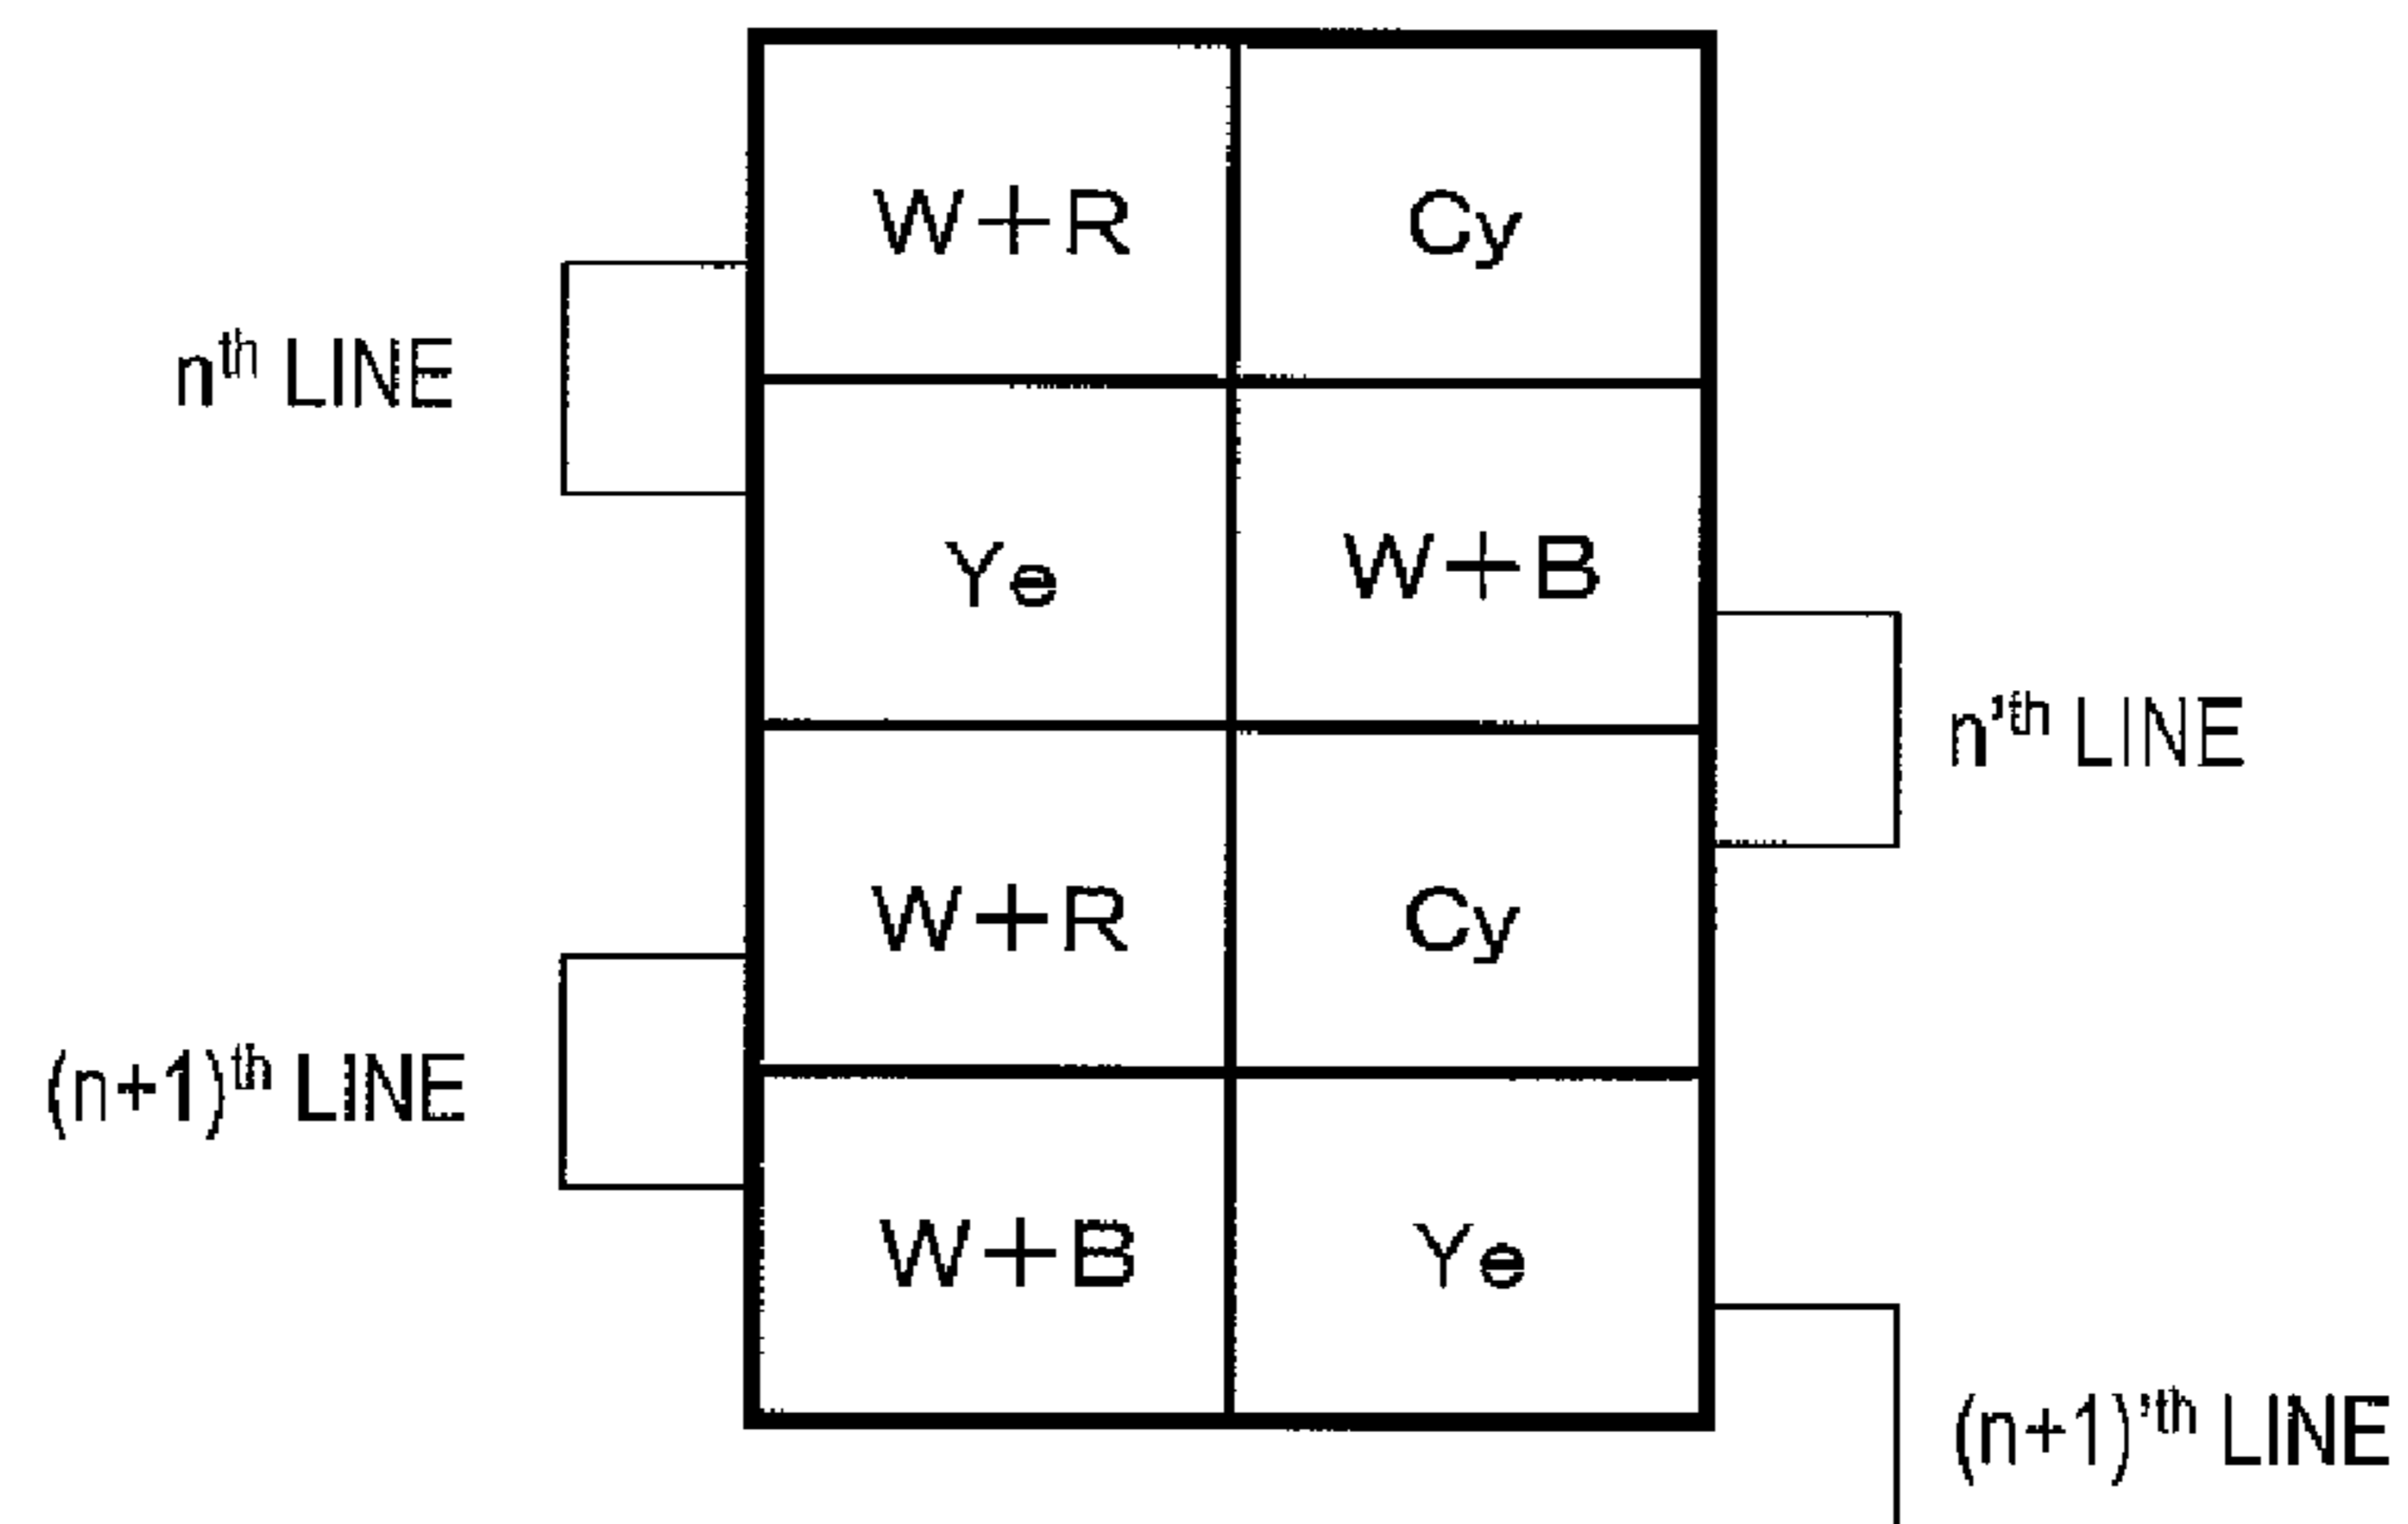 W+R Cy
nth LINE
Ye W+B
n'th LINE
W+R Cy
(n+1)th LINE
W+B Ye
(n+1)'th LINE